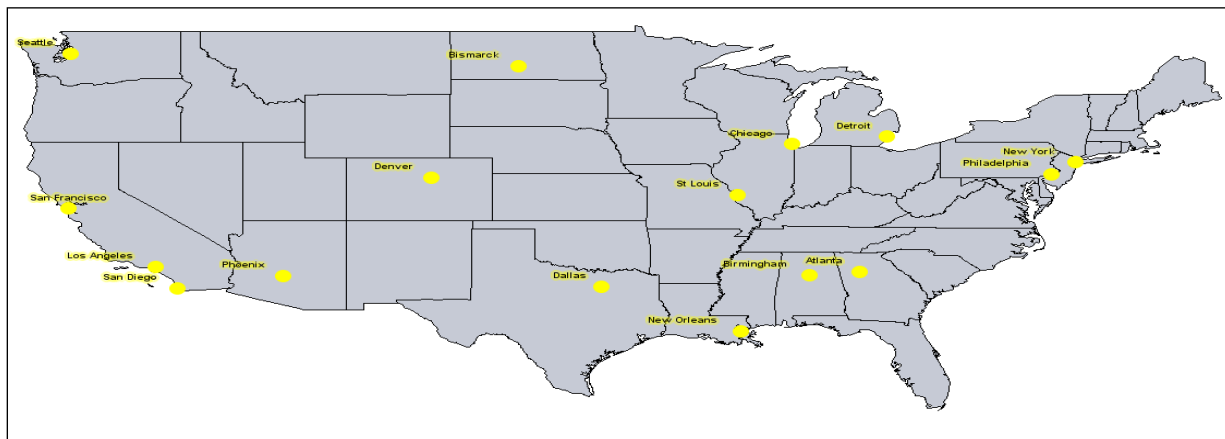 Seattle
Bismarck
Detroit
Chicago
New York
Philadelphia
Denver
St Louis
San Francisco
Los Angeles
Phoenix
Birmingham
Atlanta
San Diego
Dallas
New Orleans